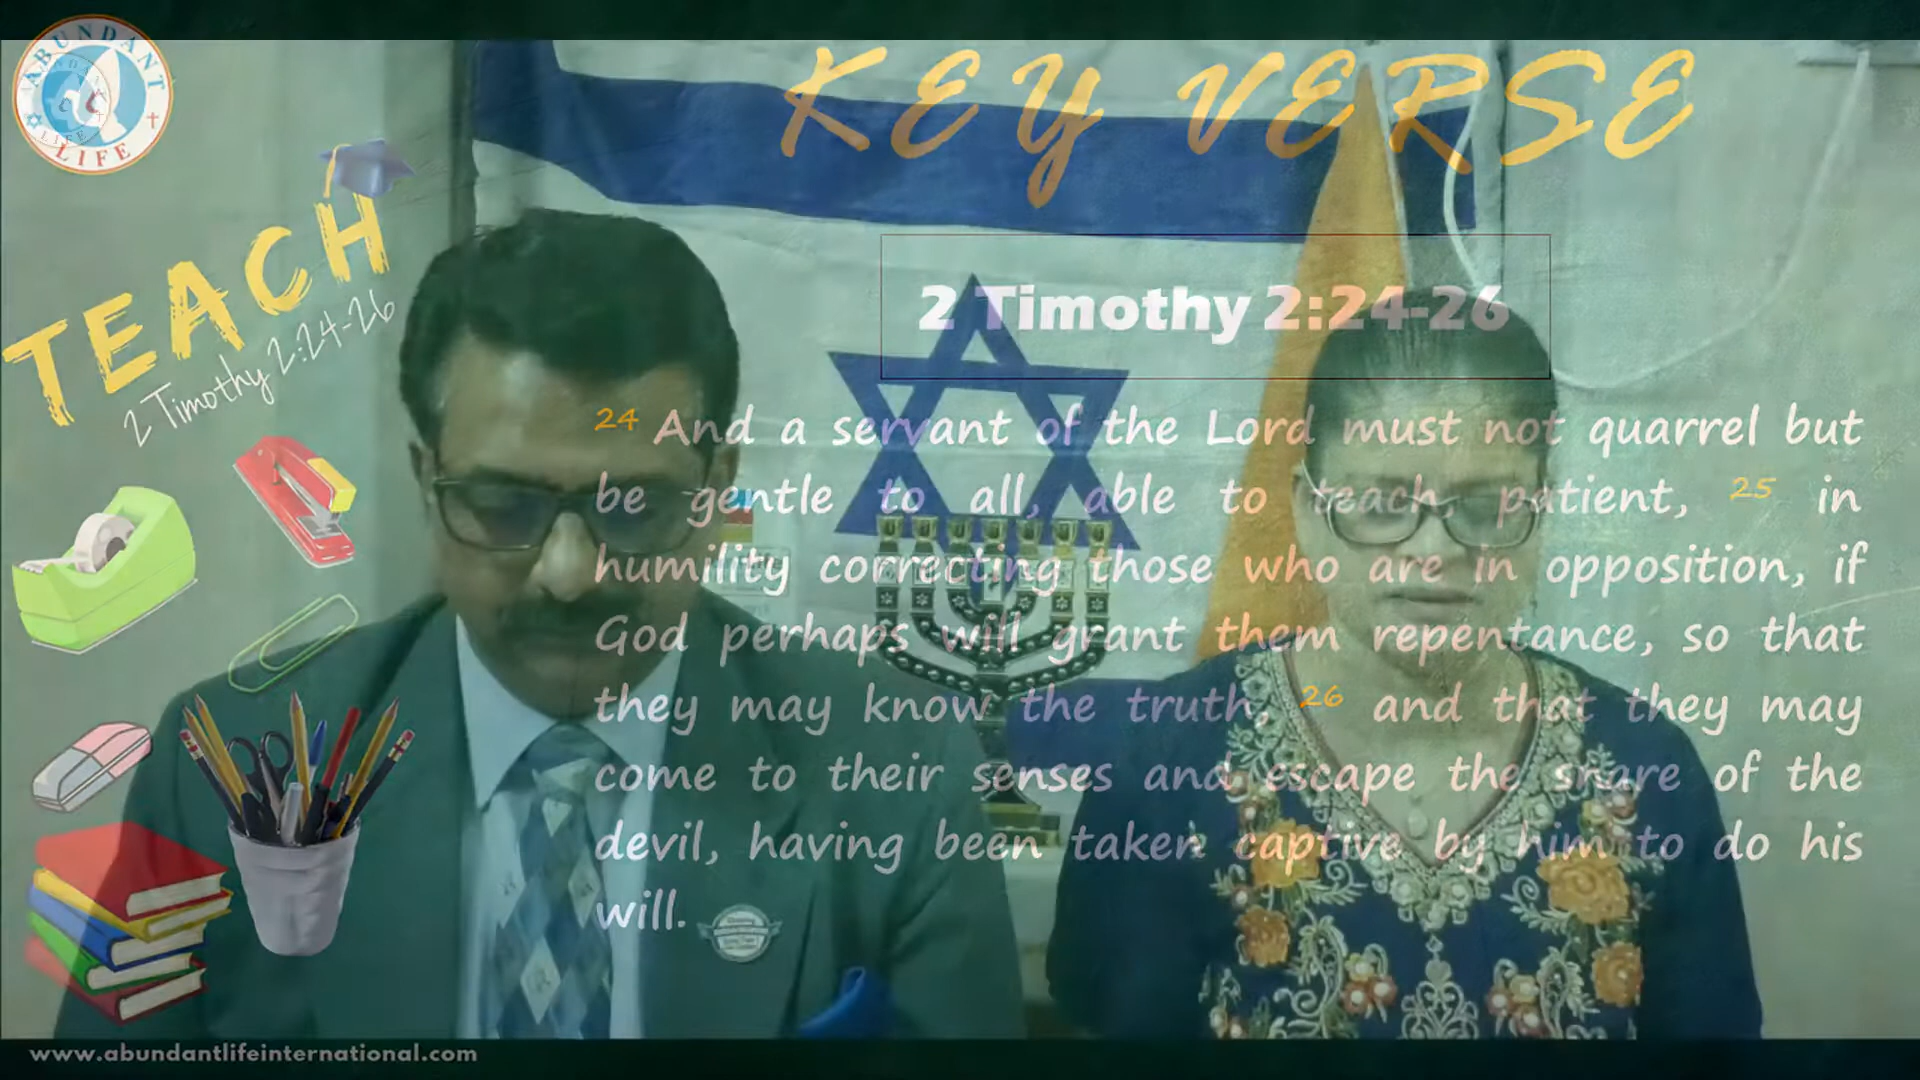 ABUNDANT
LIFE
KEY VERSE
TEACH
2 Timothy 2:24-26
2 Timothy 2:24-26
24 And a servant of the Lord must not quarrel but
be gentle to all, able to teach, patient, 25 in
humility correcting those who are in opposition, if
God perhaps will grant them repentance, so that
they may know the truth, 26 and that they may
come to their senses and escape the snare of the
devil, having been taken captive by him to do his
will.
www.abundantlifeinternational.com